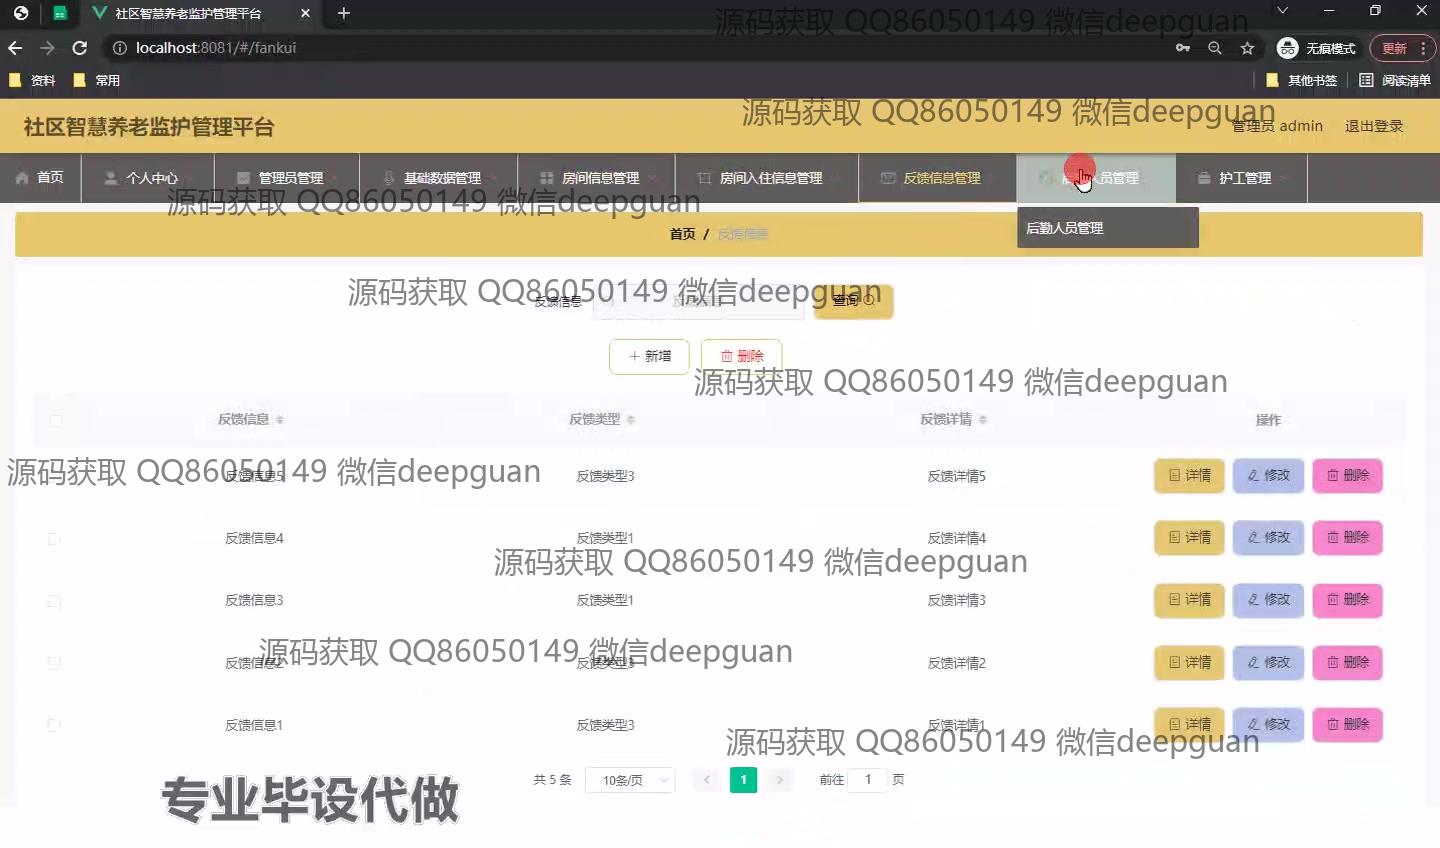 社区智慧养老监护管理平台
源码获取 QQ86050149 微信deepguan
localhost:8081/#/fankui
无痕模式
更新
资料
常用
其他书签
阅读清单
社区智慧养老监护管理平台
源码获取 QQ86050149 微信deepguan
管理员 admin
退出登录
首页
个人中心
管理员管理
基础数据管理
房间信息管理
房间入住信息管理
反馈信息管理
人员管理
护工管理
源码获取 QQ86050149 微信deepguan
后勤人员管理
首页 / 反馈信息
源码获取 QQ86050149 微信deepguan
反馈信息
查询
新增
删除
源码获取 QQ86050149 微信deepguan
反馈信息 反馈类型 反馈详情 操作
源码获取 QQ86050149 微信deepguan
反馈信息5 反馈类型3 反馈详情5 详情 修改 删除
反馈信息4 反馈类型1 反馈详情4 详情 修改 删除
源码获取 QQ86050149 微信deepguan
反馈信息3 反馈类型1 反馈详情3 详情 修改 删除
源码获取 QQ86050149 微信deepguan
反馈信息2 反馈类型3 反馈详情2 详情 修改 删除
反馈信息1 反馈类型3 反馈详情1 详情 修改 删除
源码获取 QQ86050149 微信deepguan
共 5 条 10条/页 1 前往 1 页
专业毕设代做